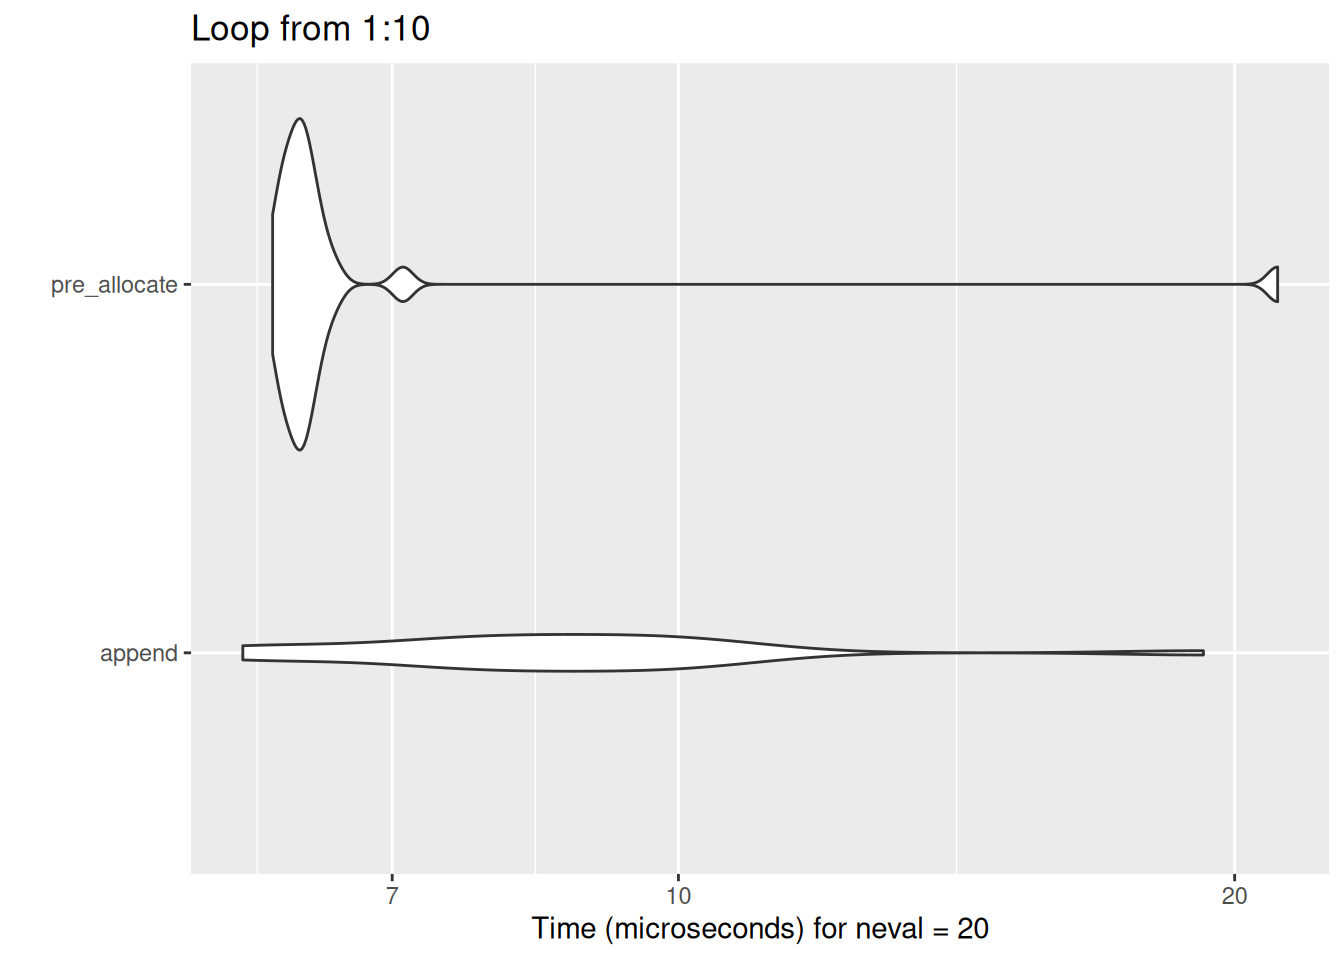 Loop from 1:10
pre_allocate
append
7
10
20
Time (microseconds) for neval = 20